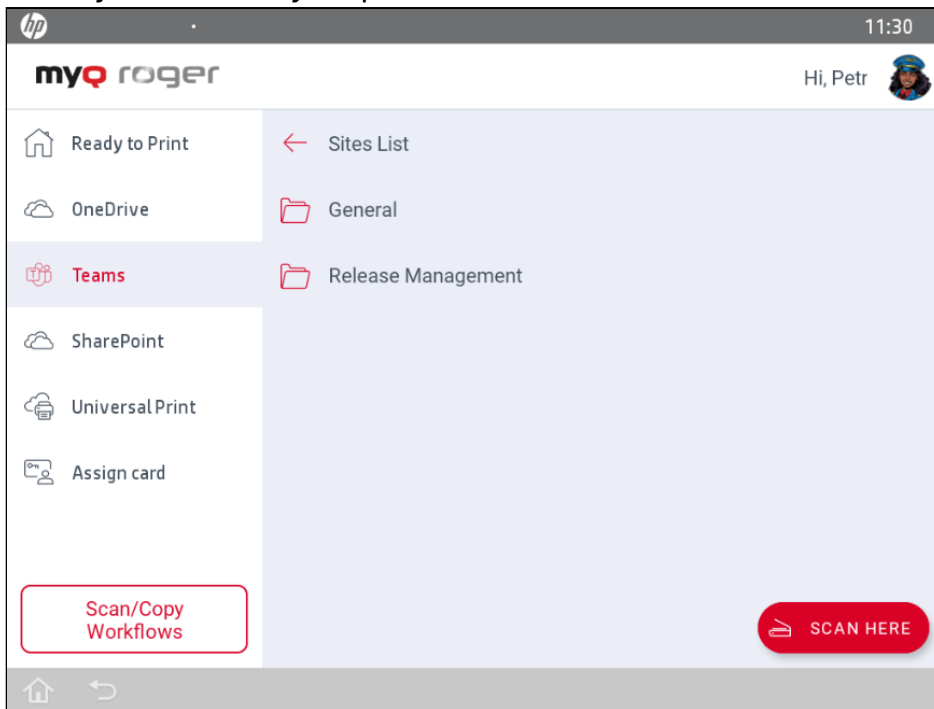 hp
11:30
myQ roger
Hi, Petr
Ready to Print
Sites List
OneDrive
General
Teams
Release Management
SharePoint
Universal Print
Assign card
Scan/Copy
Workflows
SCAN HERE